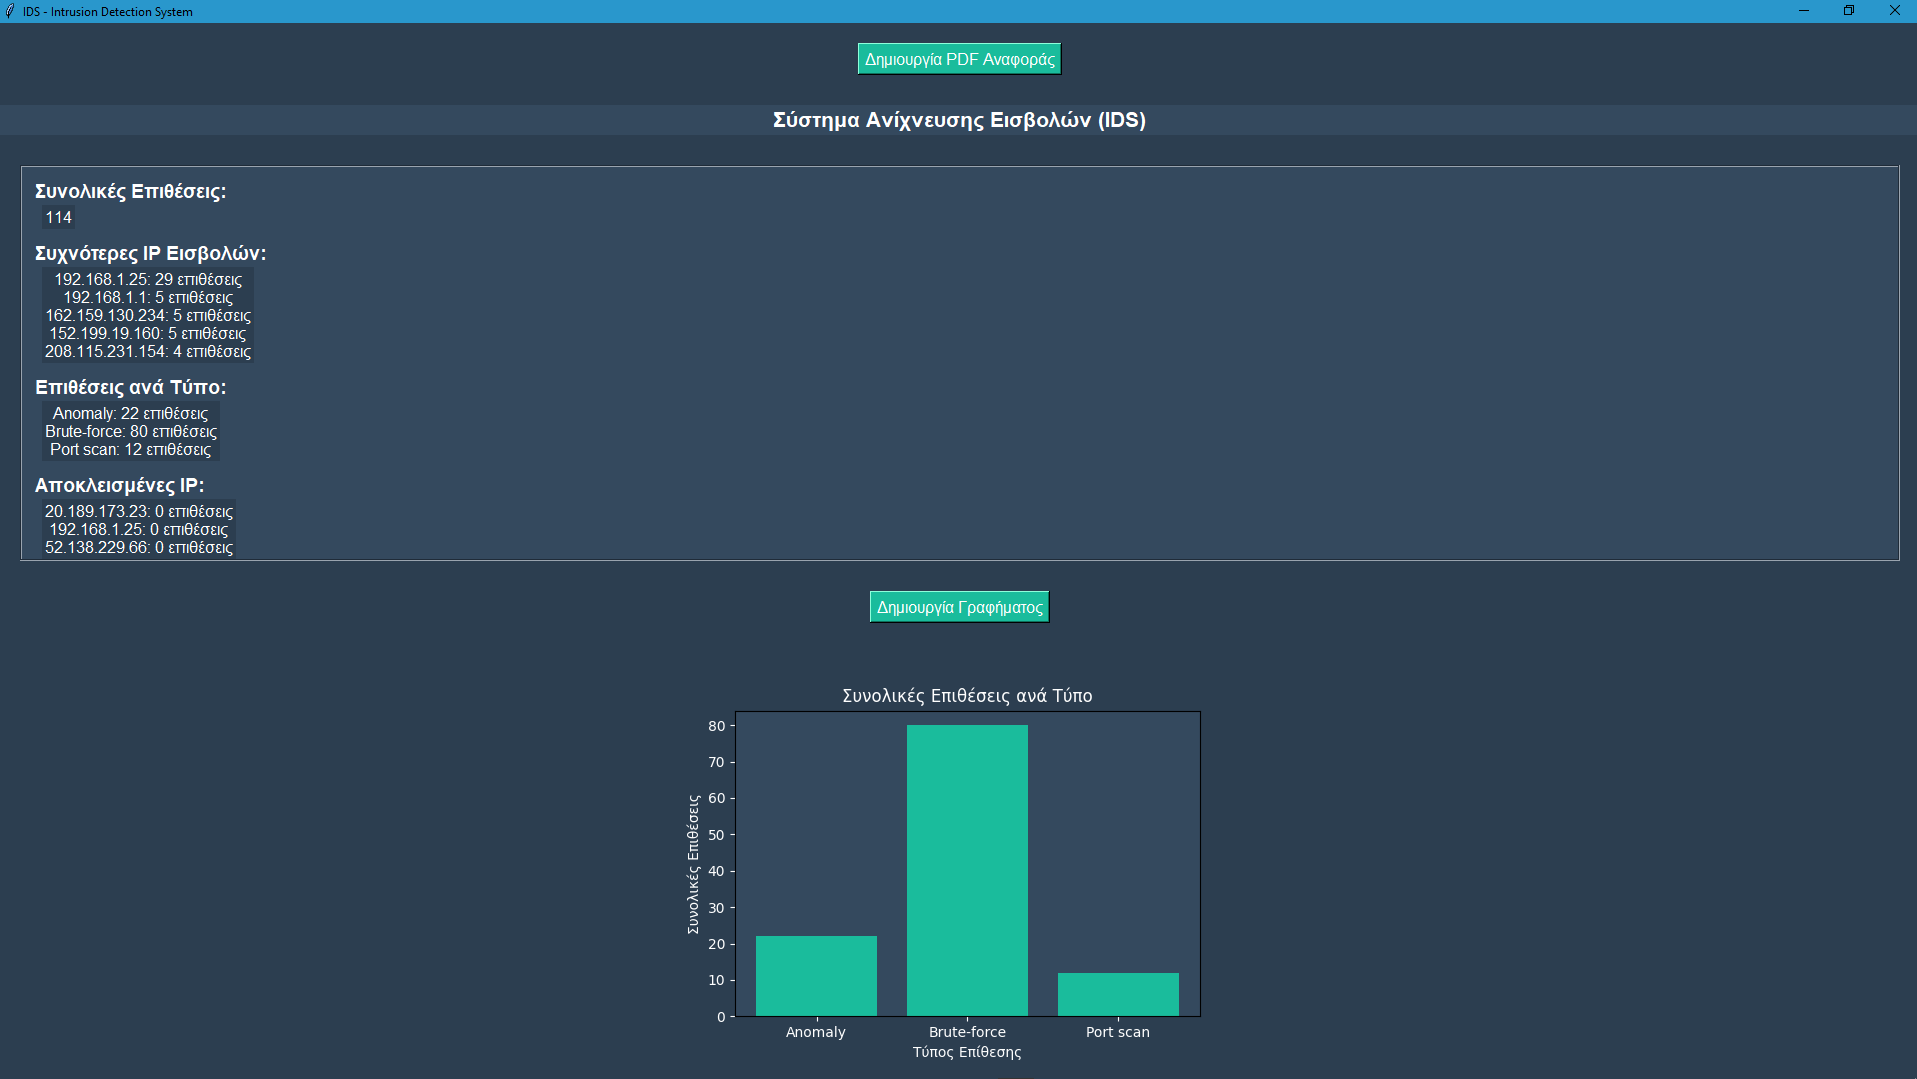 IDS - Intrusion Detection System
Δημιουργία PDF Αναφοράς
Σύστημα Ανίχνευσης Εισβολών (IDS)
Συνολικές Επιθέσεις:
114
Συχνότερες IP Εισβολών:
192.168.1.25: 29 επιθέσεις
192.168.1.1: 5 επιθέσεις
162.159.130.234: 5 επιθέσεις
152.199.19.160: 5 επιθέσεις
208.115.231.154: 4 επιθέσεις
Επιθέσεις ανά Τύπο:
Anomaly: 22 επιθέσεις
Brute-force: 80 επιθέσεις
Port scan: 12 επιθέσεις
Αποκλεισμένες IP:
20.189.173.23: 0 επιθέσεις
192.168.1.25: 0 επιθέσεις
52.138.229.66: 0 επιθέσεις
Δημιουργία Γραφήματος
Συνολικές Επιθέσεις ανά Τύπο
Συνολικές Επιθέσεις
80
70
60
50
40
30
20
10
0
Anomaly Brute-force Port scan
Τύπος Επίθεσης